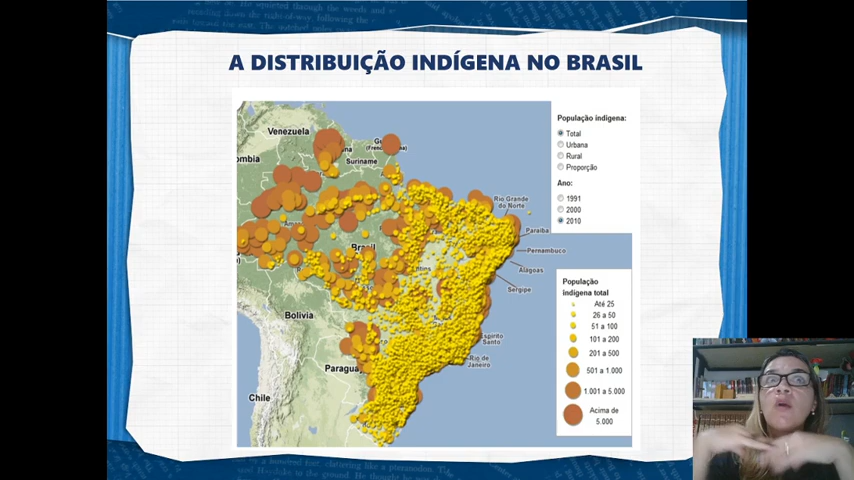 A DISTRIBUIÇÃO INDÍGENA NO BRASIL
População indígena:
Total
Urbana
Rural
Proporção
Ano:
1991
2000
2010
Venezuela
Suriname
Rio Grande
do Norte
Paraíba
Pernambuco
Alagoas
Sergipe
Brasil
Bolivia
Espírito
Santo
Rio de
Janeiro
Chile
População
indígena total
Até 25
26 a 50
51 a 100
101 a 200
201 a 500
501 a 1.000
1.001 a 5.000
Acima de
5.000